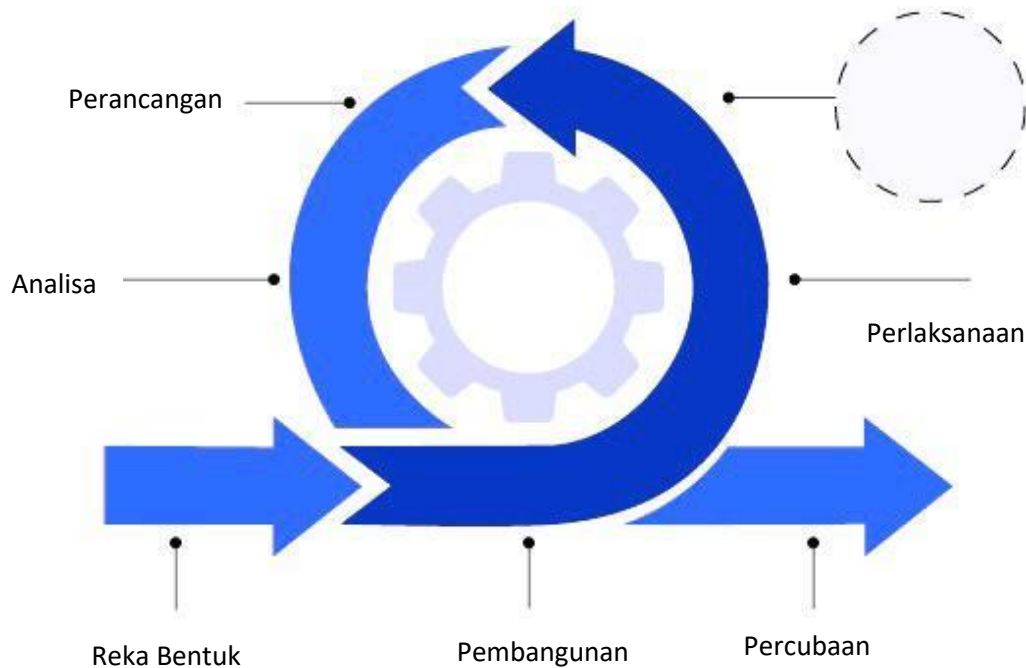 Perancangan
Analisa
Perlaksanaan
Reka Bentuk
Pembangunan
Percubaan